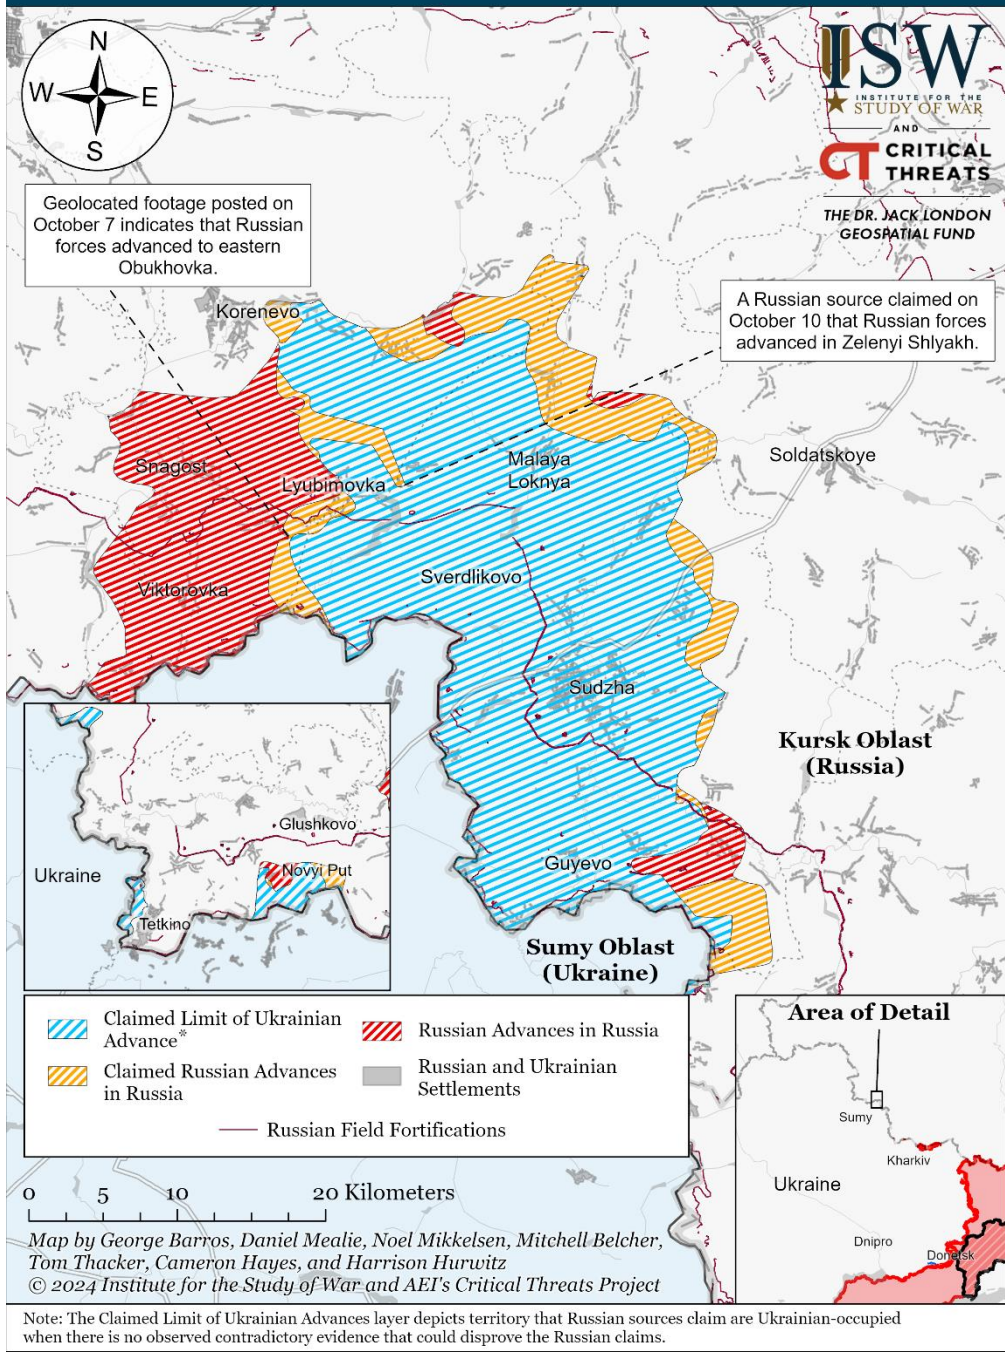 N
W
E
S
ISW
INSTITUTE FOR THE
STUDY OF WAR
AND
CT CRITICAL
THREATS
THE DR. JACK LONDON
GEOSPATIAL FUND
Geolocated footage posted on
October 7 indicates that Russian
forces advanced to eastern
Obukhovka.
A Russian source claimed on
October 10 that Russian forces
advanced in Zelenyi Shlyakh.
Korenevo
Snagost
Lyubimovka
Malaya
Loknya
Soldatskoye
Viktorovka
Sverdlikovo
Sudzha
Kursk Oblast
(Russia)
Guyevo
Sumy Oblast
(Ukraine)
Glushkovo
Ukraine
Novyi Put
Tetkino
Claimed Limit of Ukrainian
Advance*
Russian Advances in Russia
Claimed Russian Advances
in Russia
Russian and Ukrainian
Settlements
Russian Field Fortifications
0 5 10 20 Kilometers
Map by George Barros, Daniel Mealie, Noel Mikkelsen, Mitchell Belcher,
Tom Thacker, Cameron Hayes, and Harrison Hurwitz
© 2024 Institute for the Study of War and AEI's Critical Threats Project
Area of Detail
Sumy
Kharkiv
Ukraine
Dnipro
Donetsk
Note: The Claimed Limit of Ukrainian Advances layer depicts territory that Russian sources claim are Ukrainian-occupied
when there is no observed contradictory evidence that could disprove the Russian claims.